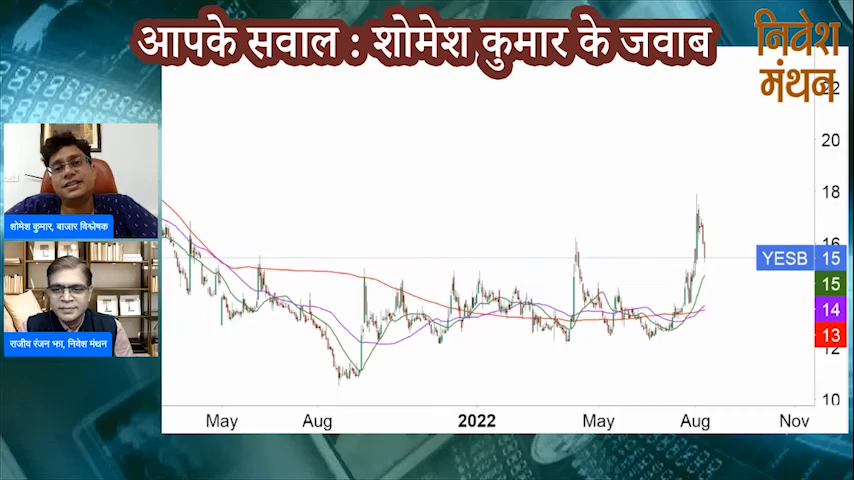 आपके सवाल : शोमेश कुमार के जवाब
निवेश
मंथन
शोमेश कुमार, बाजार विश्लेषक
राजीव रंजन झा, निवेश मंथन
22
20
18
16
YESB 15
15
14
13
12
10
May Aug 2022 May Aug Nov